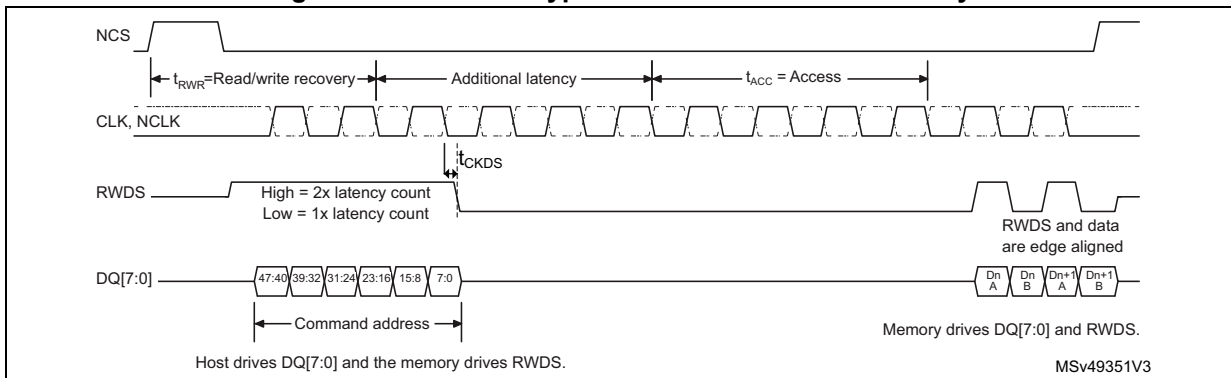 NCS
t_RWR=Read/write recovery
Additional latency
t_ACC = Access
CLK, NCLK
t_CKDS
RWDS
High = 2x latency count
Low = 1x latency count
RWDS and data
are edge aligned
DQ[7:0]
47:40 39:32 31:24 23:16 15:8 7:0
Dn A
Dn B
Dn+1 A
Dn+1 B
Command address
Memory drives DQ[7:0] and RWDS.
Host drives DQ[7:0] and the memory drives RWDS.
MSv49351V3